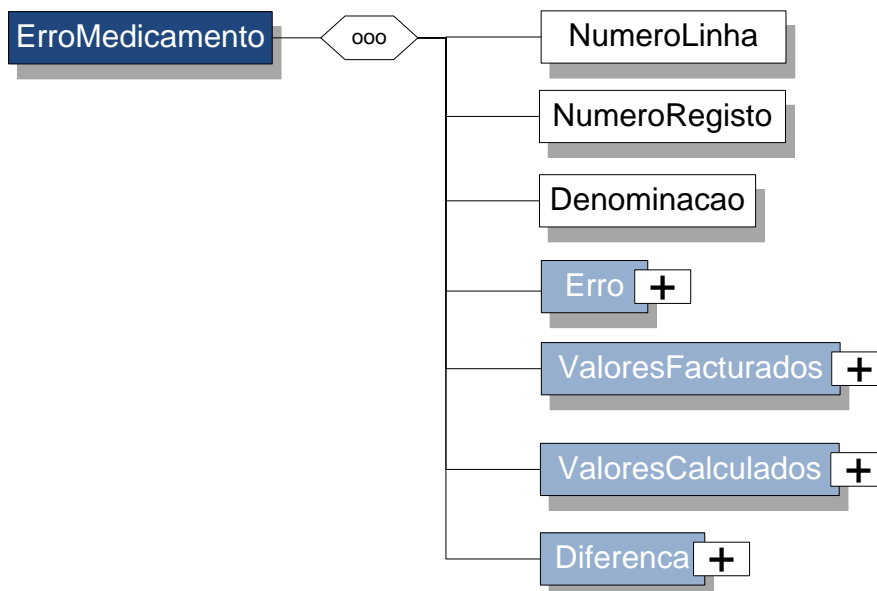 ErroMedicamento
ooo
NumeroLinha
NumeroRegisto
Denominacao
Erro +
ValoresFacturados +
ValoresCalculados +
Diferenca +